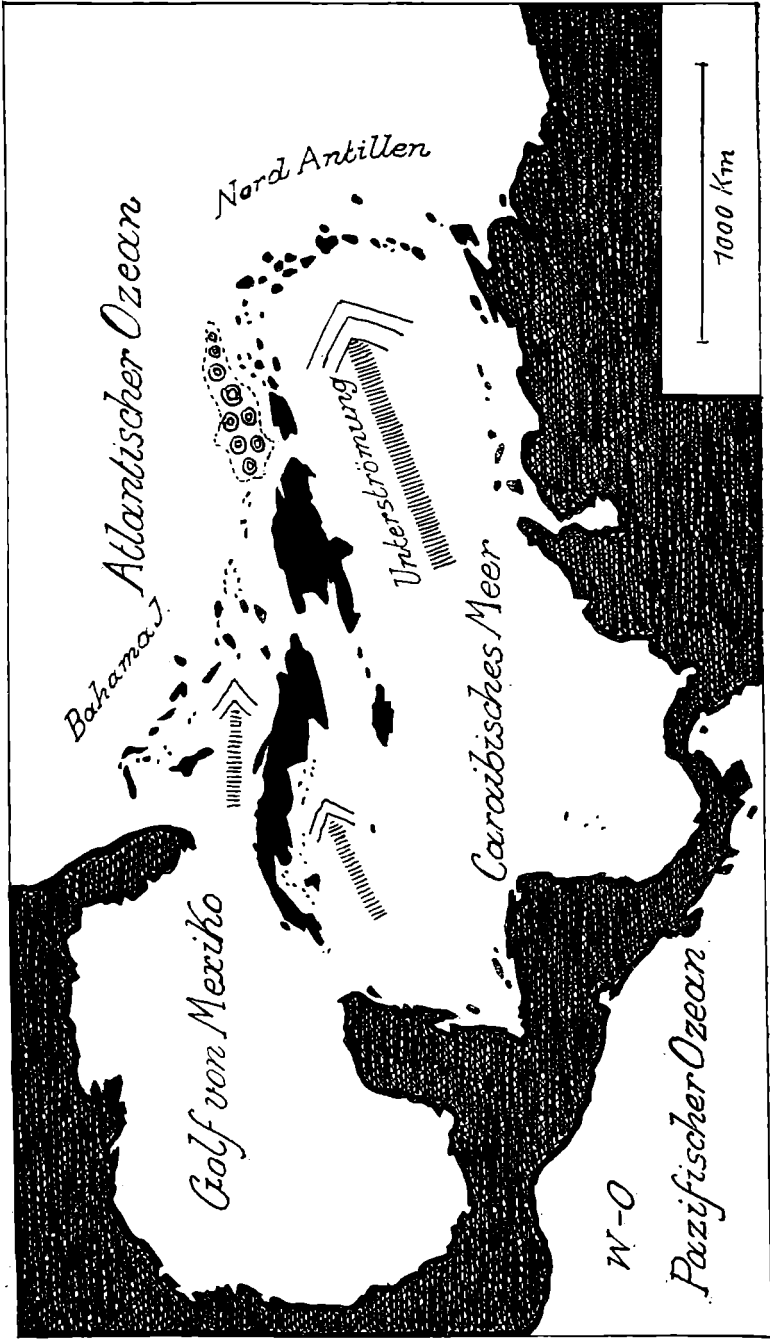 Atlantischer Ozean
Nord Antillen
Bahama J.
Unterströmung
Golf von Mexiko
Caraibisches Meer
W-O
Pazifischer Ozean
1000 Km